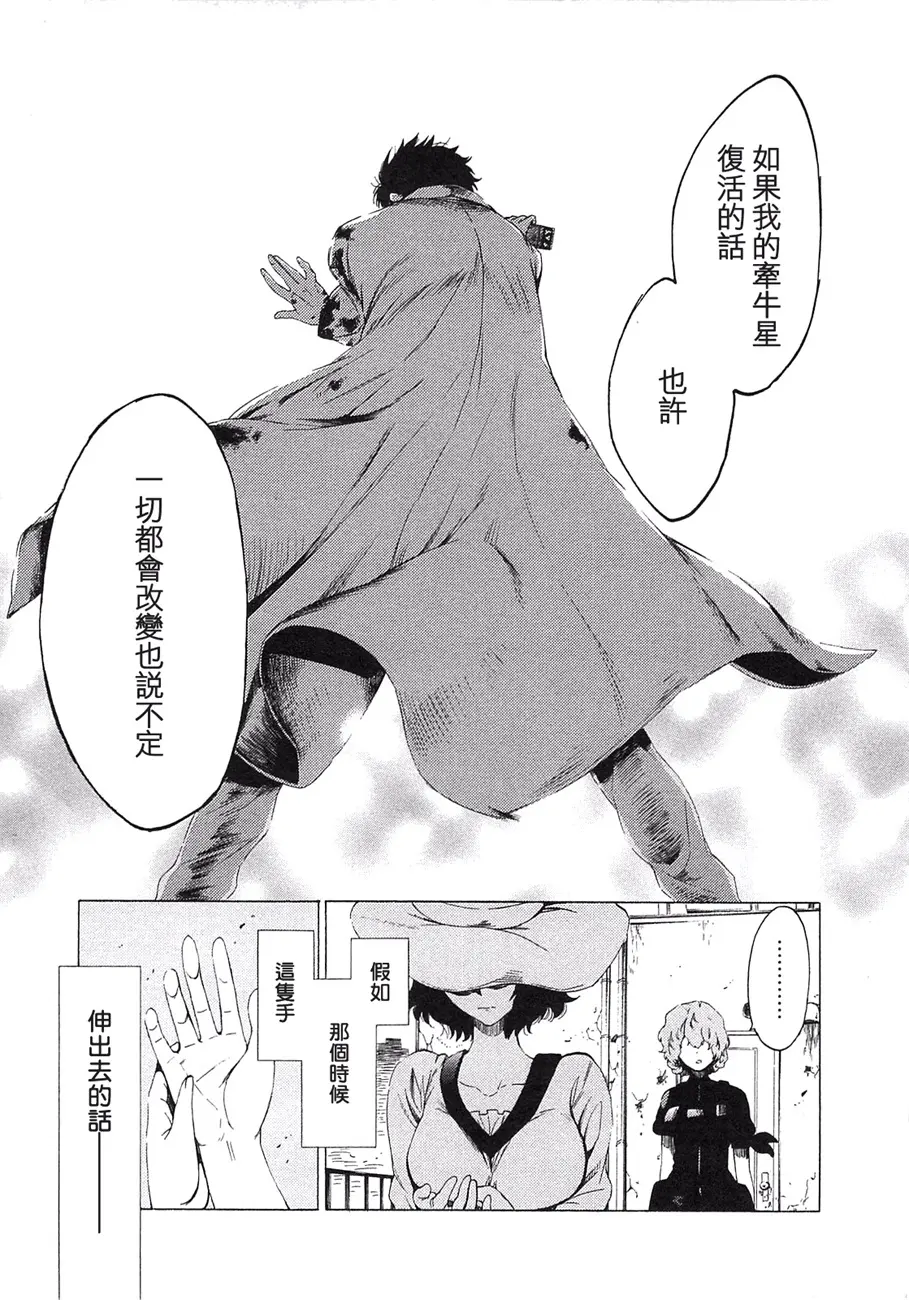 如果我的牽牛星
復活的話
也許
一切都會改變也說不定
…………
假如
那個時候
這隻手
伸出去的話——